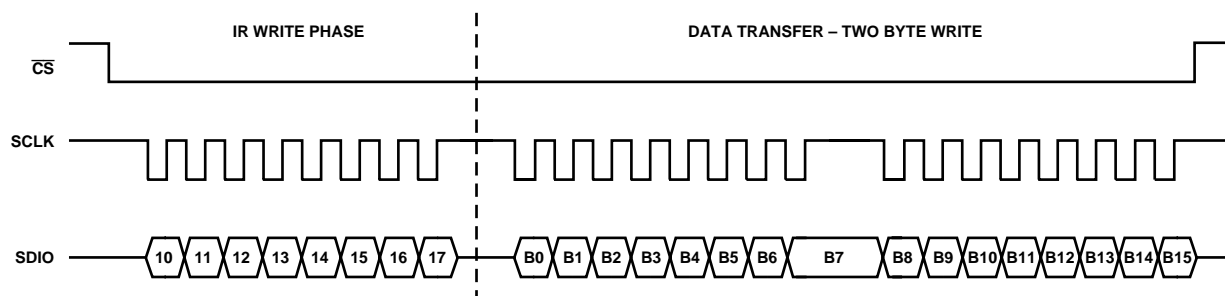 IR WRITE PHASE DATA TRANSFER – TWO BYTE WRITE
CS
SCLK
SDIO 10 11 12 13 14 15 16 17 B0 B1 B2 B3 B4 B5 B6 B7 B8 B9 B10 B11 B12 B13 B14 B15